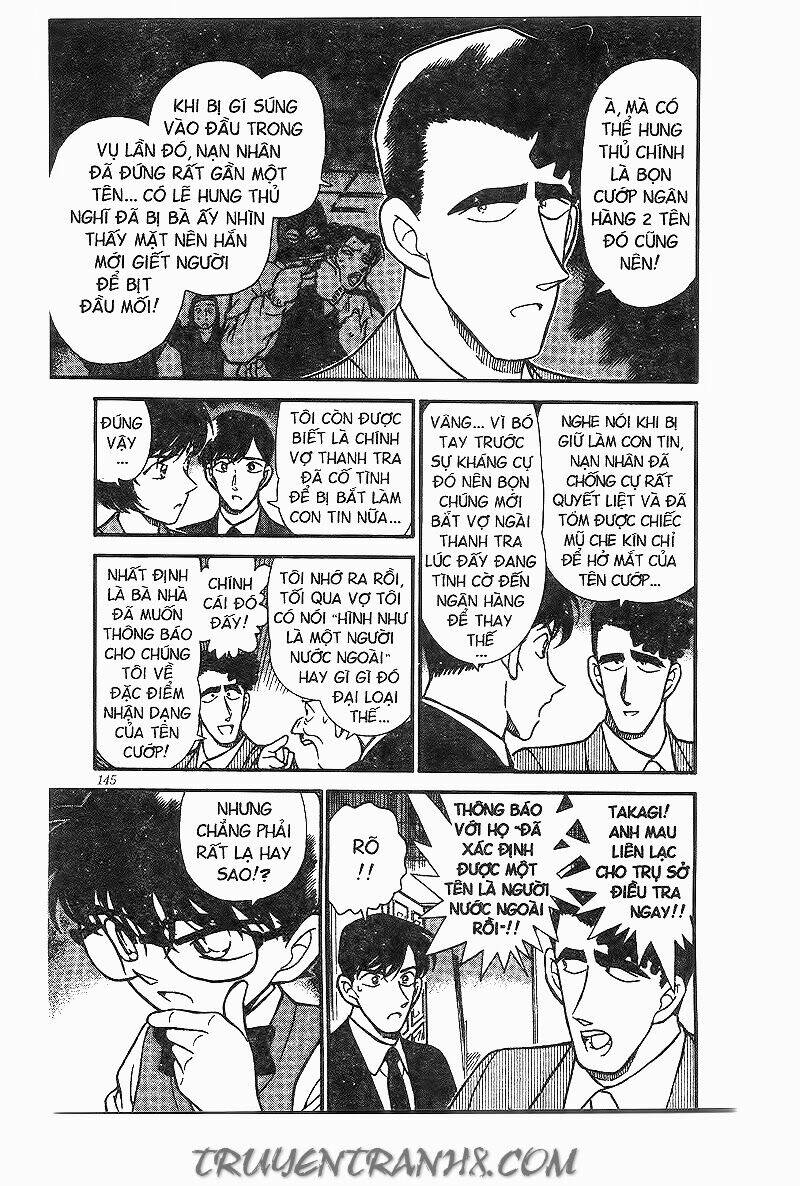 À, MÀ CÓ
THỂ HUNG
THỦ CHÍNH
LÀ BỌN
CƯỚP NGÂN
HÀNG 2 TÊN
ĐÓ CŨNG
NÊN!
KHI BỊ GÍ SÚNG
VÀO ĐẦU TRONG
VỤ LẦN ĐÓ, NẠN NHÂN
ĐÃ ĐỨNG RẤT GẦN MỘT
TÊN... CÓ LẼ HUNG THỦ
NGHĨ ĐÃ BỊ BÀ ẤY NHÌN
THẤY MẶT NÊN HẮN
MỚI GIẾT NGƯỜI
ĐỂ BỊT
ĐẦU MỐI!
NGHE NÓI KHI BỊ
GIỮ LÀM CON TIN,
NẠN NHÂN ĐÃ
CHỐNG CỰ RẤT
QUYẾT LIỆT VÀ ĐÃ
TÓM ĐƯỢC CHIẾC
MŨ CHE KÍN CHỈ
ĐỂ HỞ MẮT CỦA
TÊN CƯỚP...
VÂNG... VÌ BÓ
TAY TRƯỚC
SỰ KHÁNG CỰ
ĐÓ NÊN BỌN
CHÚNG MỚI
BẮT VỢ NGÀI
THANH TRA
LÚC ĐẤY ĐANG
TÌNH CỜ ĐẾN
NGÂN HÀNG
ĐỂ THAY
THẾ
...
TÔI CÒN ĐƯỢC
BIẾT LÀ CHÍNH
VỢ THANH TRA
ĐÃ CỐ TÌNH
ĐỂ BỊ BẮT LÀM
CON TIN NỮA...
ĐÚNG
VẬY
...
TÔI NHỚ RA RỒI,
TỐI QUA VỢ TÔI
CÓ NÓI "HÌNH NHƯ
LÀ MỘT NGƯỜI
NƯỚC NGOÀI"
HAY GÌ GÌ ĐÓ
ĐẠI LOẠI
THẾ...
CHÍNH
CÁI ĐÓ
ĐẤY!
NHẤT ĐỊNH
LÀ BÀ NHÀ
ĐÃ MUỐN
THÔNG BÁO
CHO CHÚNG
TÔI VỀ
ĐẶC ĐIỂM
NHẬN DẠNG
CỦA TÊN
CƯỚP!
145
TAKAGI!
ANH MAU
LIÊN LẠC
CHO TRỤ SỞ
ĐIỀU TRA
NGAY!!
THÔNG BÁO
VỚI HỌ "ĐÃ
XÁC ĐỊNH
ĐƯỢC MỘT
TÊN LÀ NGƯỜI
NƯỚC NGOÀI
RỒI"!!
RÕ
!!
NHƯNG
CHẲNG PHẢI
RẤT LẠ HAY
SAO!?
TRUYENTRANH8.COM